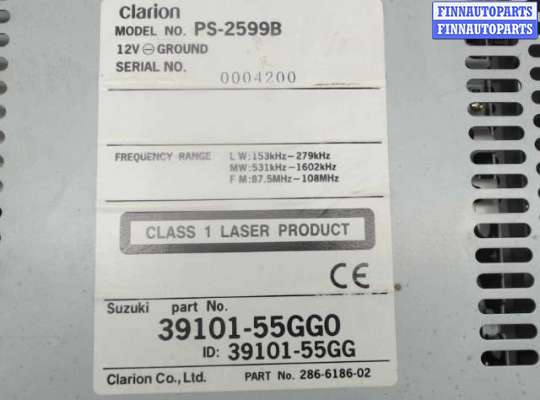 FINNAUTOPARTS
FINNAUTOPARTS
Clarion
MODEL NO. PS-2599B
12V ⊖ GROUND
SERIAL NO. 0004200
FREQUENCY RANGE LW:153kHz-279kHz
MW:531kHz-1602kHz
FM:87.5MHz-108MHz
CLASS 1 LASER PRODUCT
CE
Suzuki part No.
39101-55GG0
ID: 39101-55GG
Clarion Co., Ltd. PART No. 286-6186-02